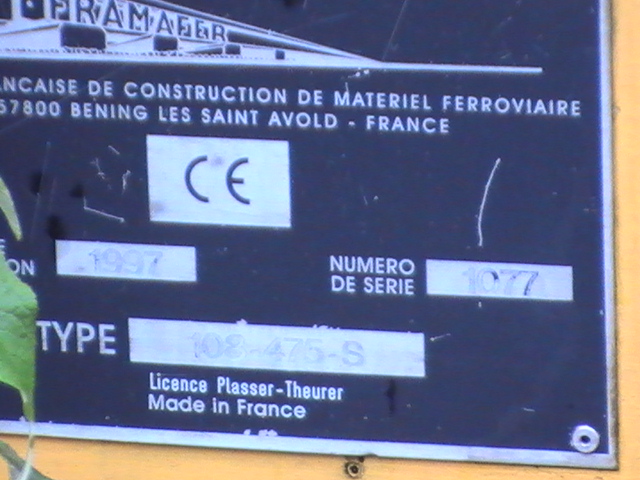 FRAMAFER
NCAISE DE CONSTRUCTION DE MATERIEL FERROVIAIRE
57800 BENING LES SAINT AVOLD - FRANCE
CE
E
ON 1997
NUMERO
DE SERIE 1077
TYPE 108-475-S
Licence Plasser-Theurer
Made in France